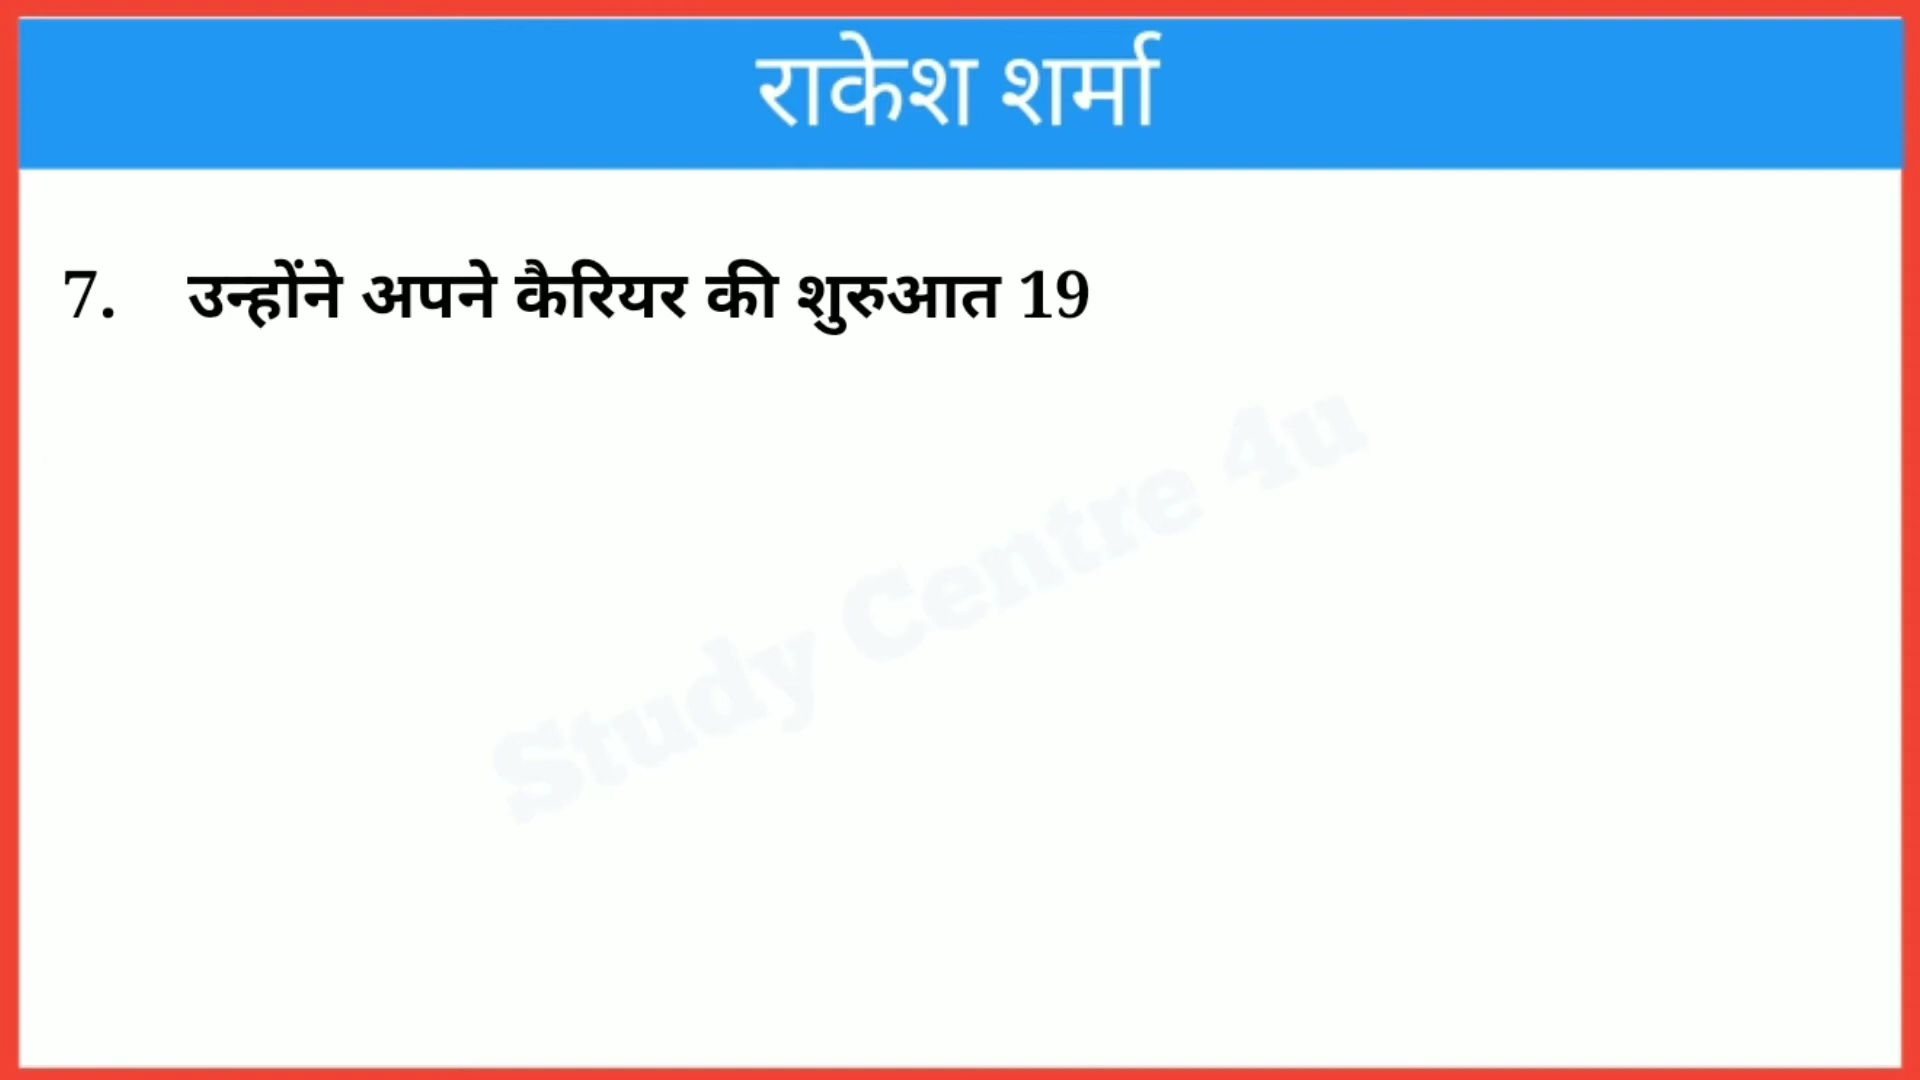 राकेश शर्मा
7. उन्होंने अपने कैरियर की शुरुआत 19
Study Centre 4u